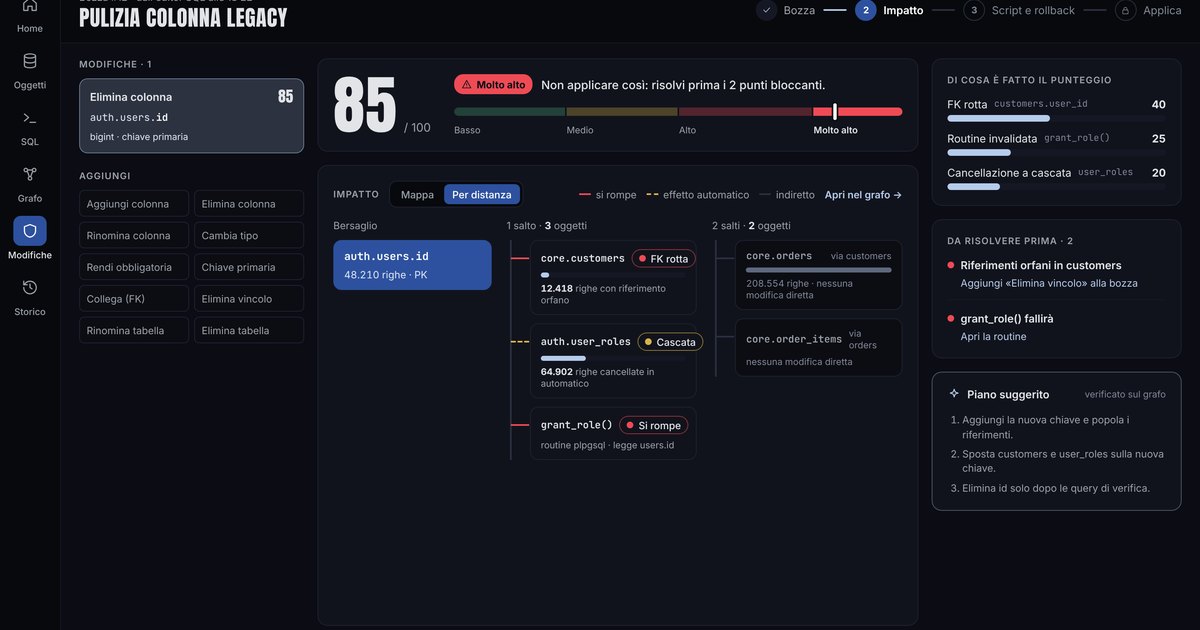 PULIZIA COLONNA LEGACY
Bozza
2
Impatto
3
Script e rollback
Applica
Home
Oggetti
SQL
Grafo
Modifiche
Storico
MODIFICHE · 1
Elimina colonna
85
auth.users.id
bigint · chiave primaria
AGGIUNGI
Aggiungi colonna
Elimina colonna
Rinomina colonna
Cambia tipo
Rendi obbligatoria
Chiave primaria
Collega (FK)
Elimina vincolo
Rinomina tabella
Elimina tabella
85 / 100
Molto alto
Non applicare così: risolvi prima i 2 punti bloccanti.
Basso
Medio
Alto
Molto alto
IMPATTO
Mappa
Per distanza
si rompe
effetto automatico
indiretto
Apri nel grafo →
Bersaglio
auth.users.id
48.210 righe · PK
1 salto · 3 oggetti
core.customers
FK rotta
12.418 righe con riferimento
orfano
auth.user_roles
Cascata
64.902 righe cancellate in
automatico
grant_role()
Si rompe
routine plpgsql · legge users.id
2 salti · 2 oggetti
core.orders
via customers
208.554 righe · nessuna
modifica diretta
core.order_items
via
orders
nessuna modifica diretta
DI COSA È FATTO IL PUNTEGGIO
FK rotta customers.user_id 40
Routine invalidata grant_role() 25
Cancellazione a cascata user_roles 20
DA RISOLVERE PRIMA · 2
Riferimenti orfani in customers
Aggiungi «Elimina vincolo» alla bozza
grant_role() fallirà
Apri la routine
Piano suggerito
verificato sul grafo
1. Aggiungi la nuova chiave e popola i
riferimenti.
2. Sposta customers e user_roles sulla nuova
chiave.
3. Elimina id solo dopo le query di verifica.